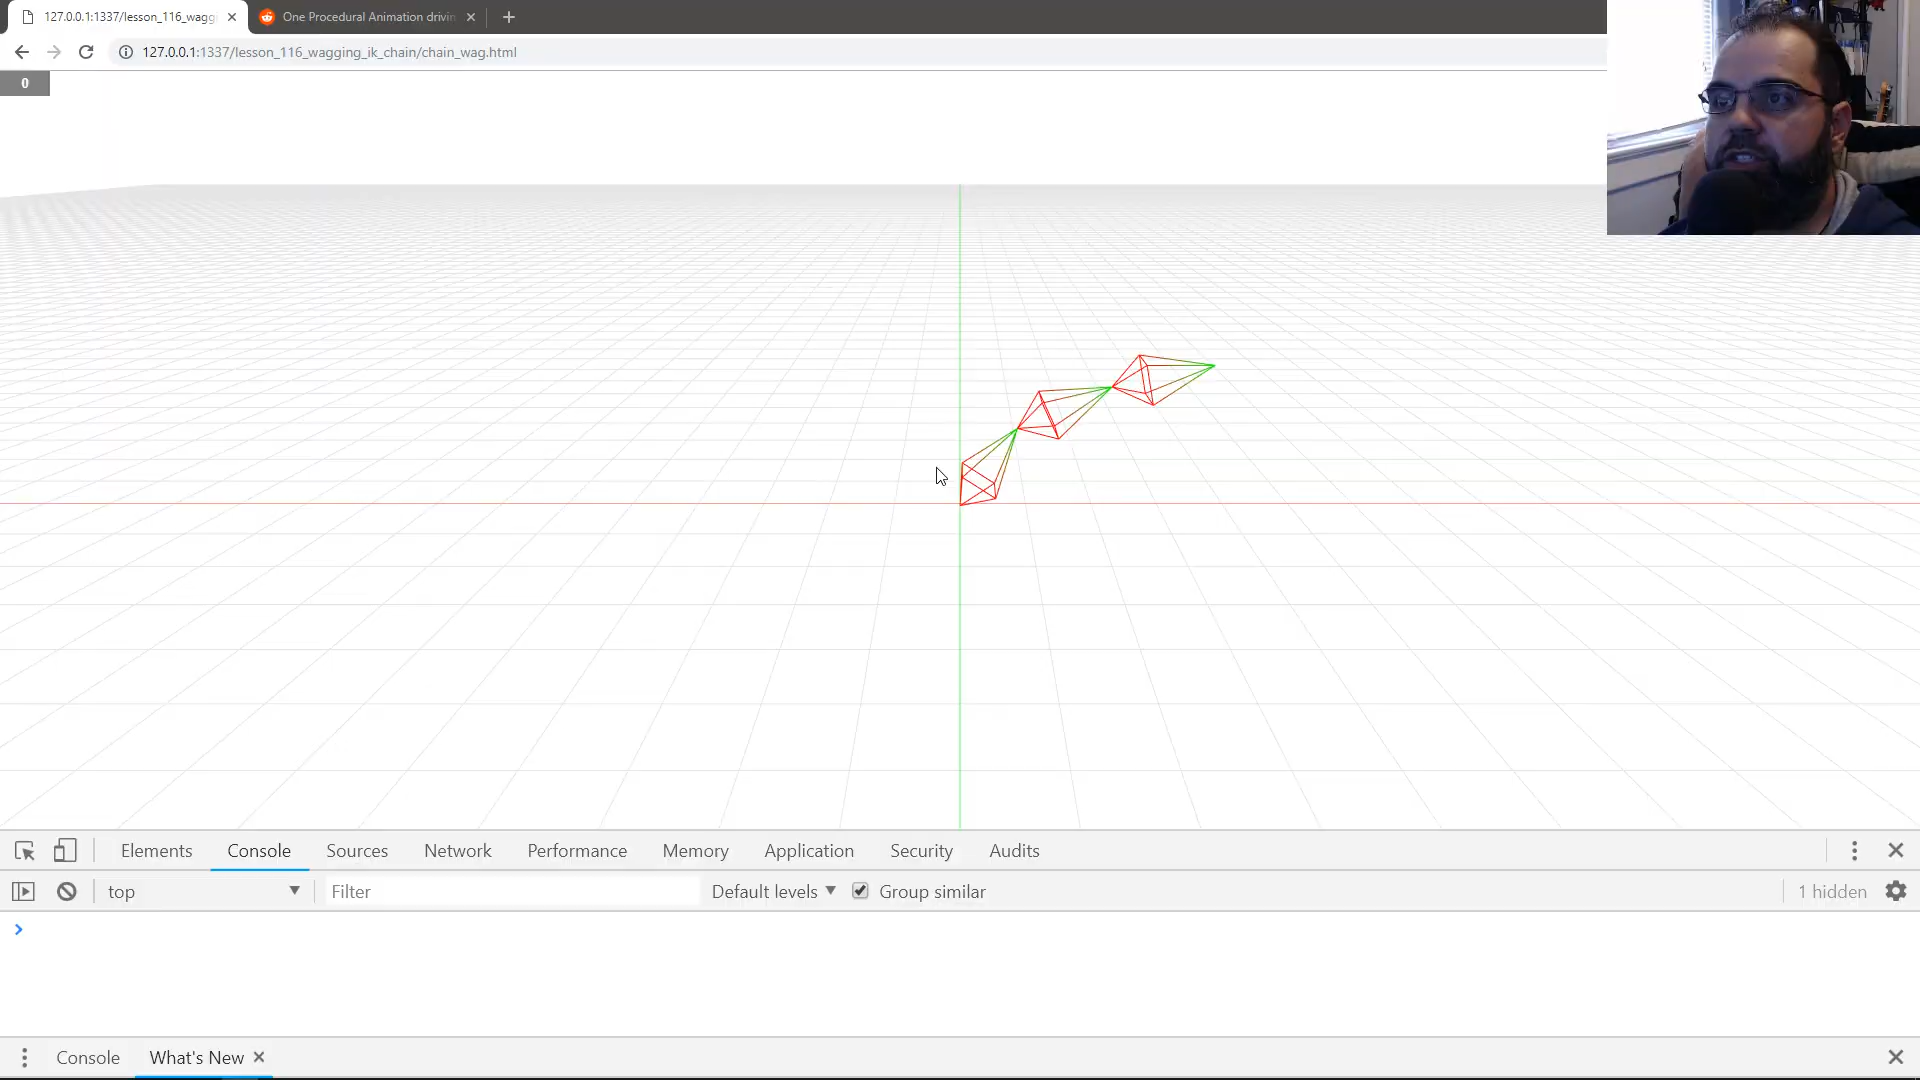 127.0.0.1:1337/lesson_116_wagg
One Procedural Animation drivin
127.0.0.1:1337/lesson_116_wagging_ik_chain/chain_wag.html
0
Elements Console Sources Network Performance Memory Application Security Audits
top Filter Default levels Group similar 1 hidden
Console What's New